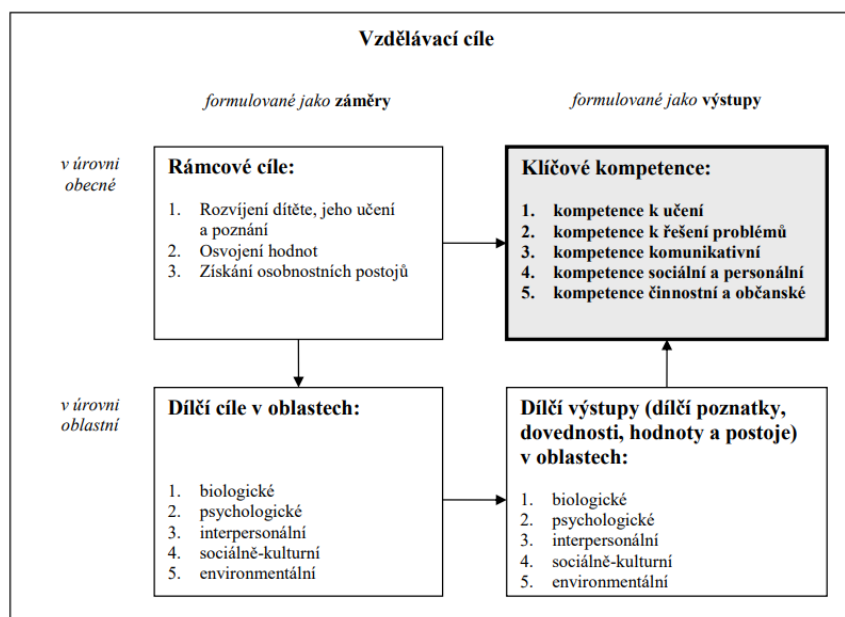 Vzdělávací cíle
formulované jako záměry
formulované jako výstupy
v úrovni
obecné
Rámcové cíle:
1. Rozvíjení dítěte, jeho učení
a poznání
2. Osvojení hodnot
3. Získání osobnostních postojů
Klíčové kompetence:
1. kompetence k učení
2. kompetence k řešení problémů
3. kompetence komunikativní
4. kompetence sociální a personální
5. kompetence činnostní a občanské
v úrovni
oblastní
Dílčí cíle v oblastech:
1. biologické
2. psychologické
3. interpersonální
4. sociálně-kulturní
5. environmentální
Dílčí výstupy (dílčí poznatky,
dovednosti, hodnoty a postoje)
v oblastech:
1. biologické
2. psychologické
3. interpersonální
4. sociálně-kulturní
5. environmentální